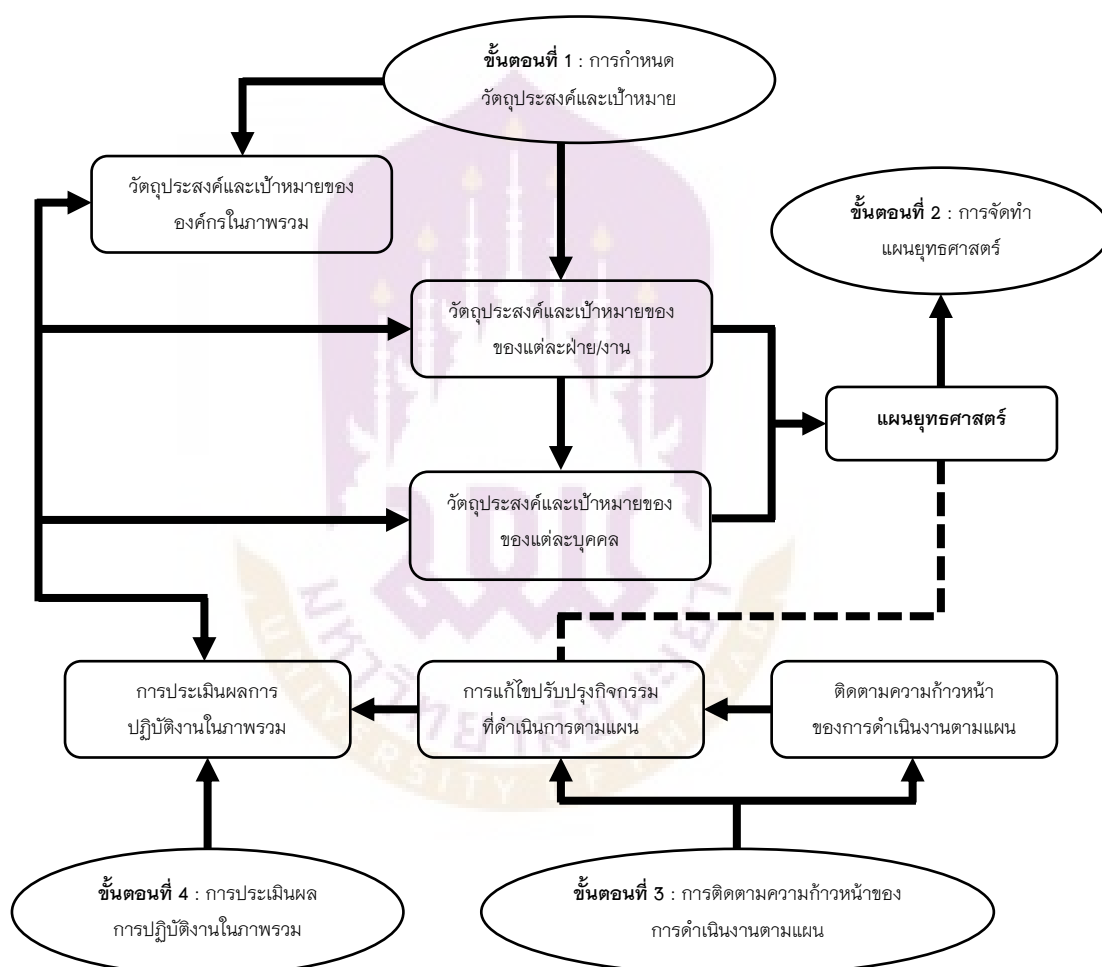 ขั้นตอนที่ 1 : การกำหนด
วัตถุประสงค์และเป้าหมาย
วัตถุประสงค์และเป้าหมายของ
องค์กรในภาพรวม
ขั้นตอนที่ 2 : การจัดทำ
แผนยุทธศาสตร์
วัตถุประสงค์และเป้าหมายของ
ของแต่ละฝ่าย/งาน
แผนยุทธศาสตร์
วัตถุประสงค์และเป้าหมายของ
ของแต่ละบุคคล
มหาวิทยาลัยพะเยา
UNIVERSITY OF PHAYAO
การประเมินผลการ
ปฏิบัติงานในภาพรวม
การแก้ไขปรับปรุงกิจกรรม
ที่ดำเนินการตามแผน
ติดตามความก้าวหน้า
ของการดำเนินงานตามแผน
ขั้นตอนที่ 4 : การประเมินผล
การปฏิบัติงานในภาพรวม
ขั้นตอนที่ 3 : การติดตามความก้าวหน้าของ
การดำเนินงานตามแผน